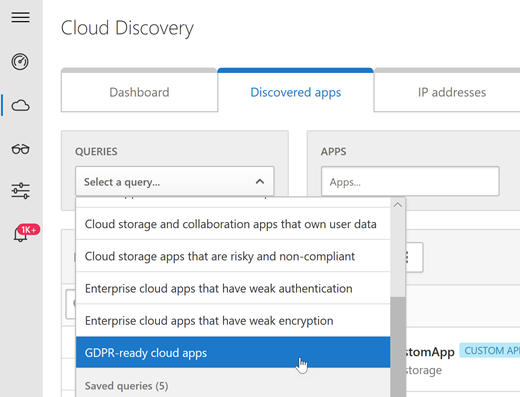 Cloud Discovery
Dashboard
Discovered apps
IP addresses
QUERIES
APPS
Select a query...
Apps...
Cloud storage and collaboration apps that own user data
Cloud storage apps that are risky and non-compliant
Enterprise cloud apps that have weak authentication
1K+
Enterprise cloud apps that have weak encryption
GDPR-ready cloud apps
Saved queries (5)
stomApp
CUSTOM AP
storage